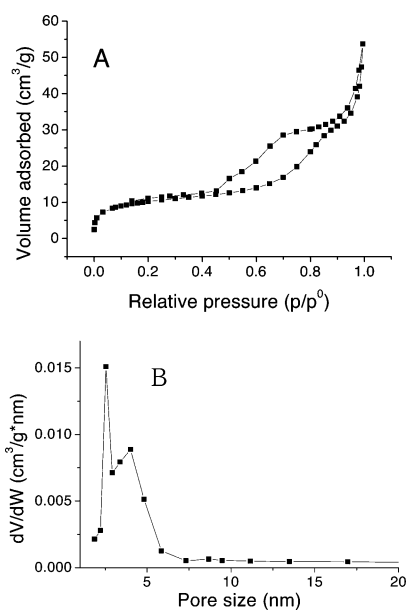 60
50
40
30
20
10
0
A
Volume adsorbed (cm³/g)
0.0 0.2 0.4 0.6 0.8 1.0
Relative pressure (p/p⁰)
B
0.015
0.010
0.005
0.000
dV/dW (cm³/g*nm)
5 10 15 20
Pore size (nm)